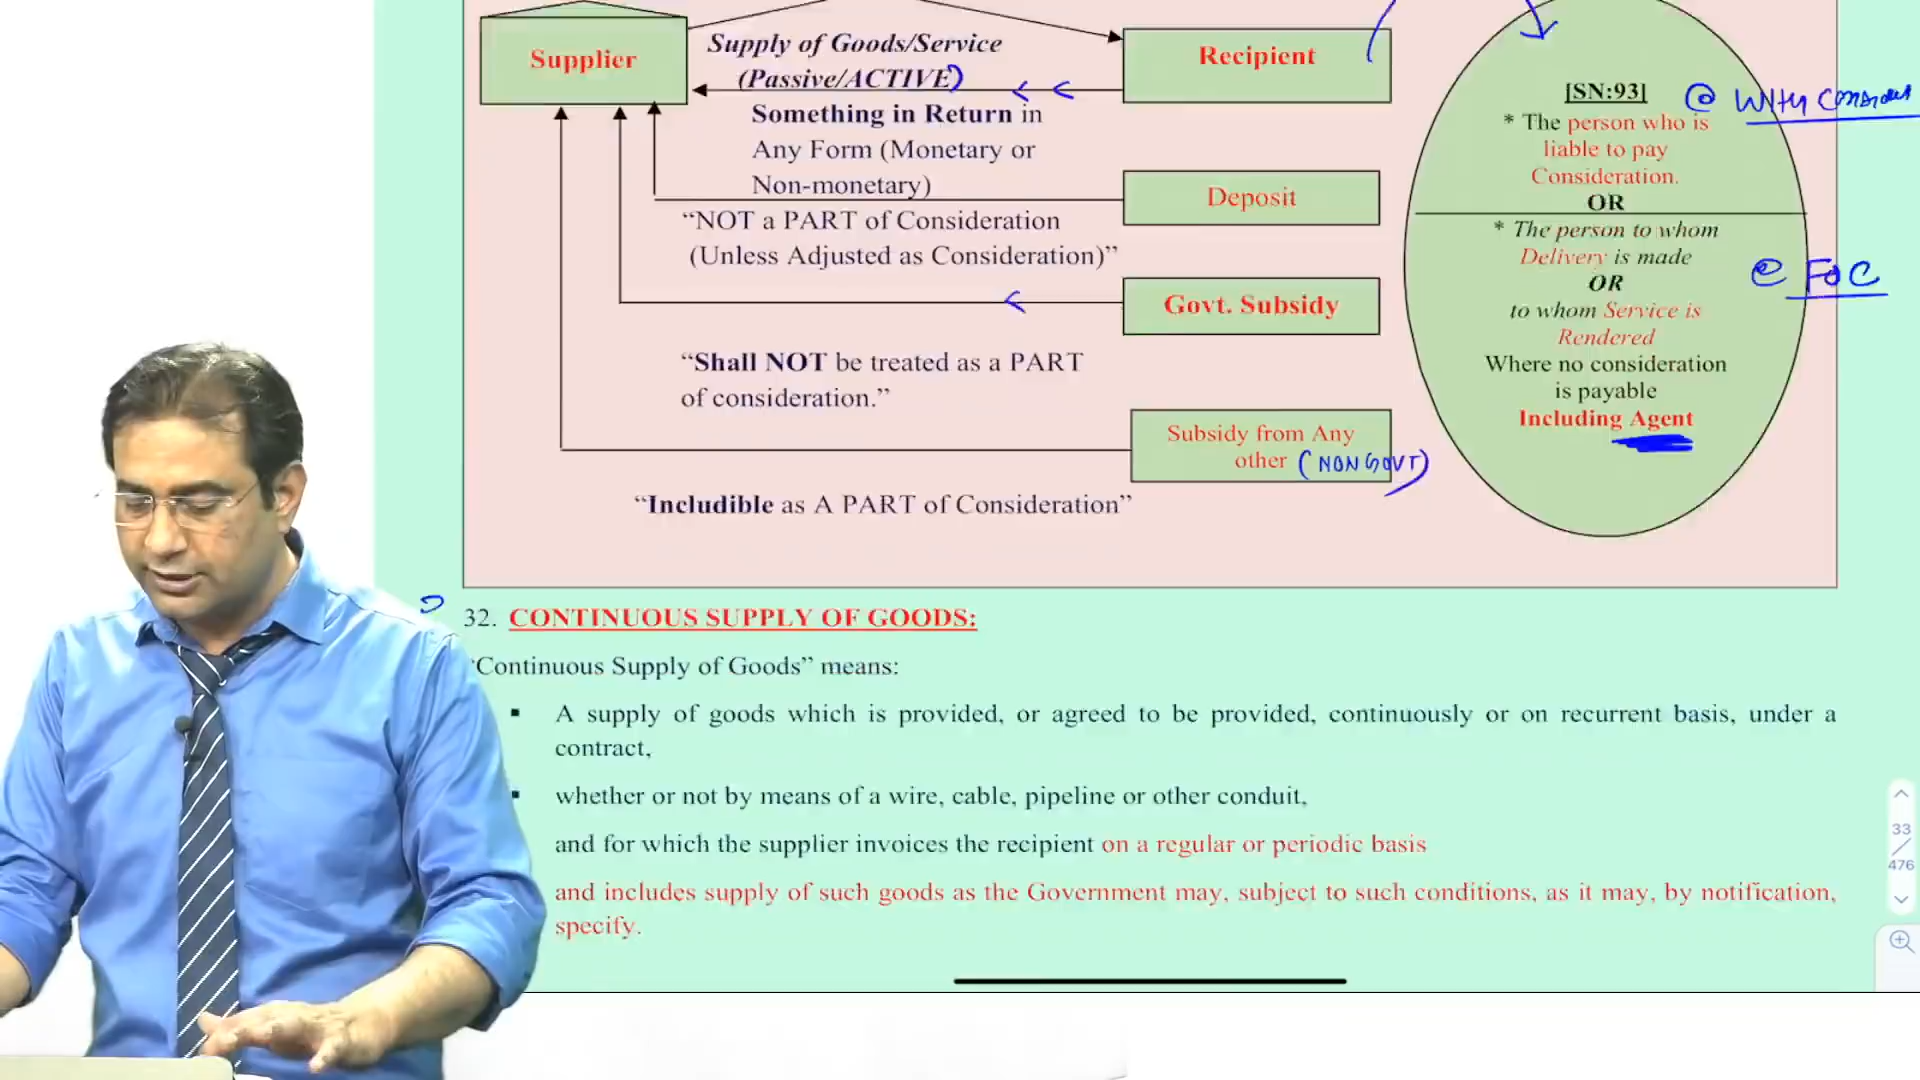 Supplier
Supply of Goods/Service
(Passive/ACTIVE)
Recipient
Something in Return in
Any Form (Monetary or
Non-monetary)
Deposit
“NOT a PART of Consideration
(Unless Adjusted as Consideration)”
Govt. Subsidy
“Shall NOT be treated as a PART
of consideration.”
Subsidy from Any
other (NON GOVT)
“Includible as A PART of Consideration”
[SN:93]
@ With
* The person who is
liable to pay
Consideration.
OR
* The person to whom
Delivery is made
@ FOC
OR
to whom Service is
Rendered
Where no consideration
is payable
Including Agent
32. CONTINUOUS SUPPLY OF GOODS:
“Continuous Supply of Goods” means:
▪ A supply of goods which is provided, or agreed to be provided, continuously or on recurrent basis, under a
contract,
▪ whether or not by means of a wire, cable, pipeline or other conduit,
and for which the supplier invoices the recipient on a regular or periodic basis
and includes supply of such goods as the Government may, subject to such conditions, as it may, by notification,
specify.
33
/
476